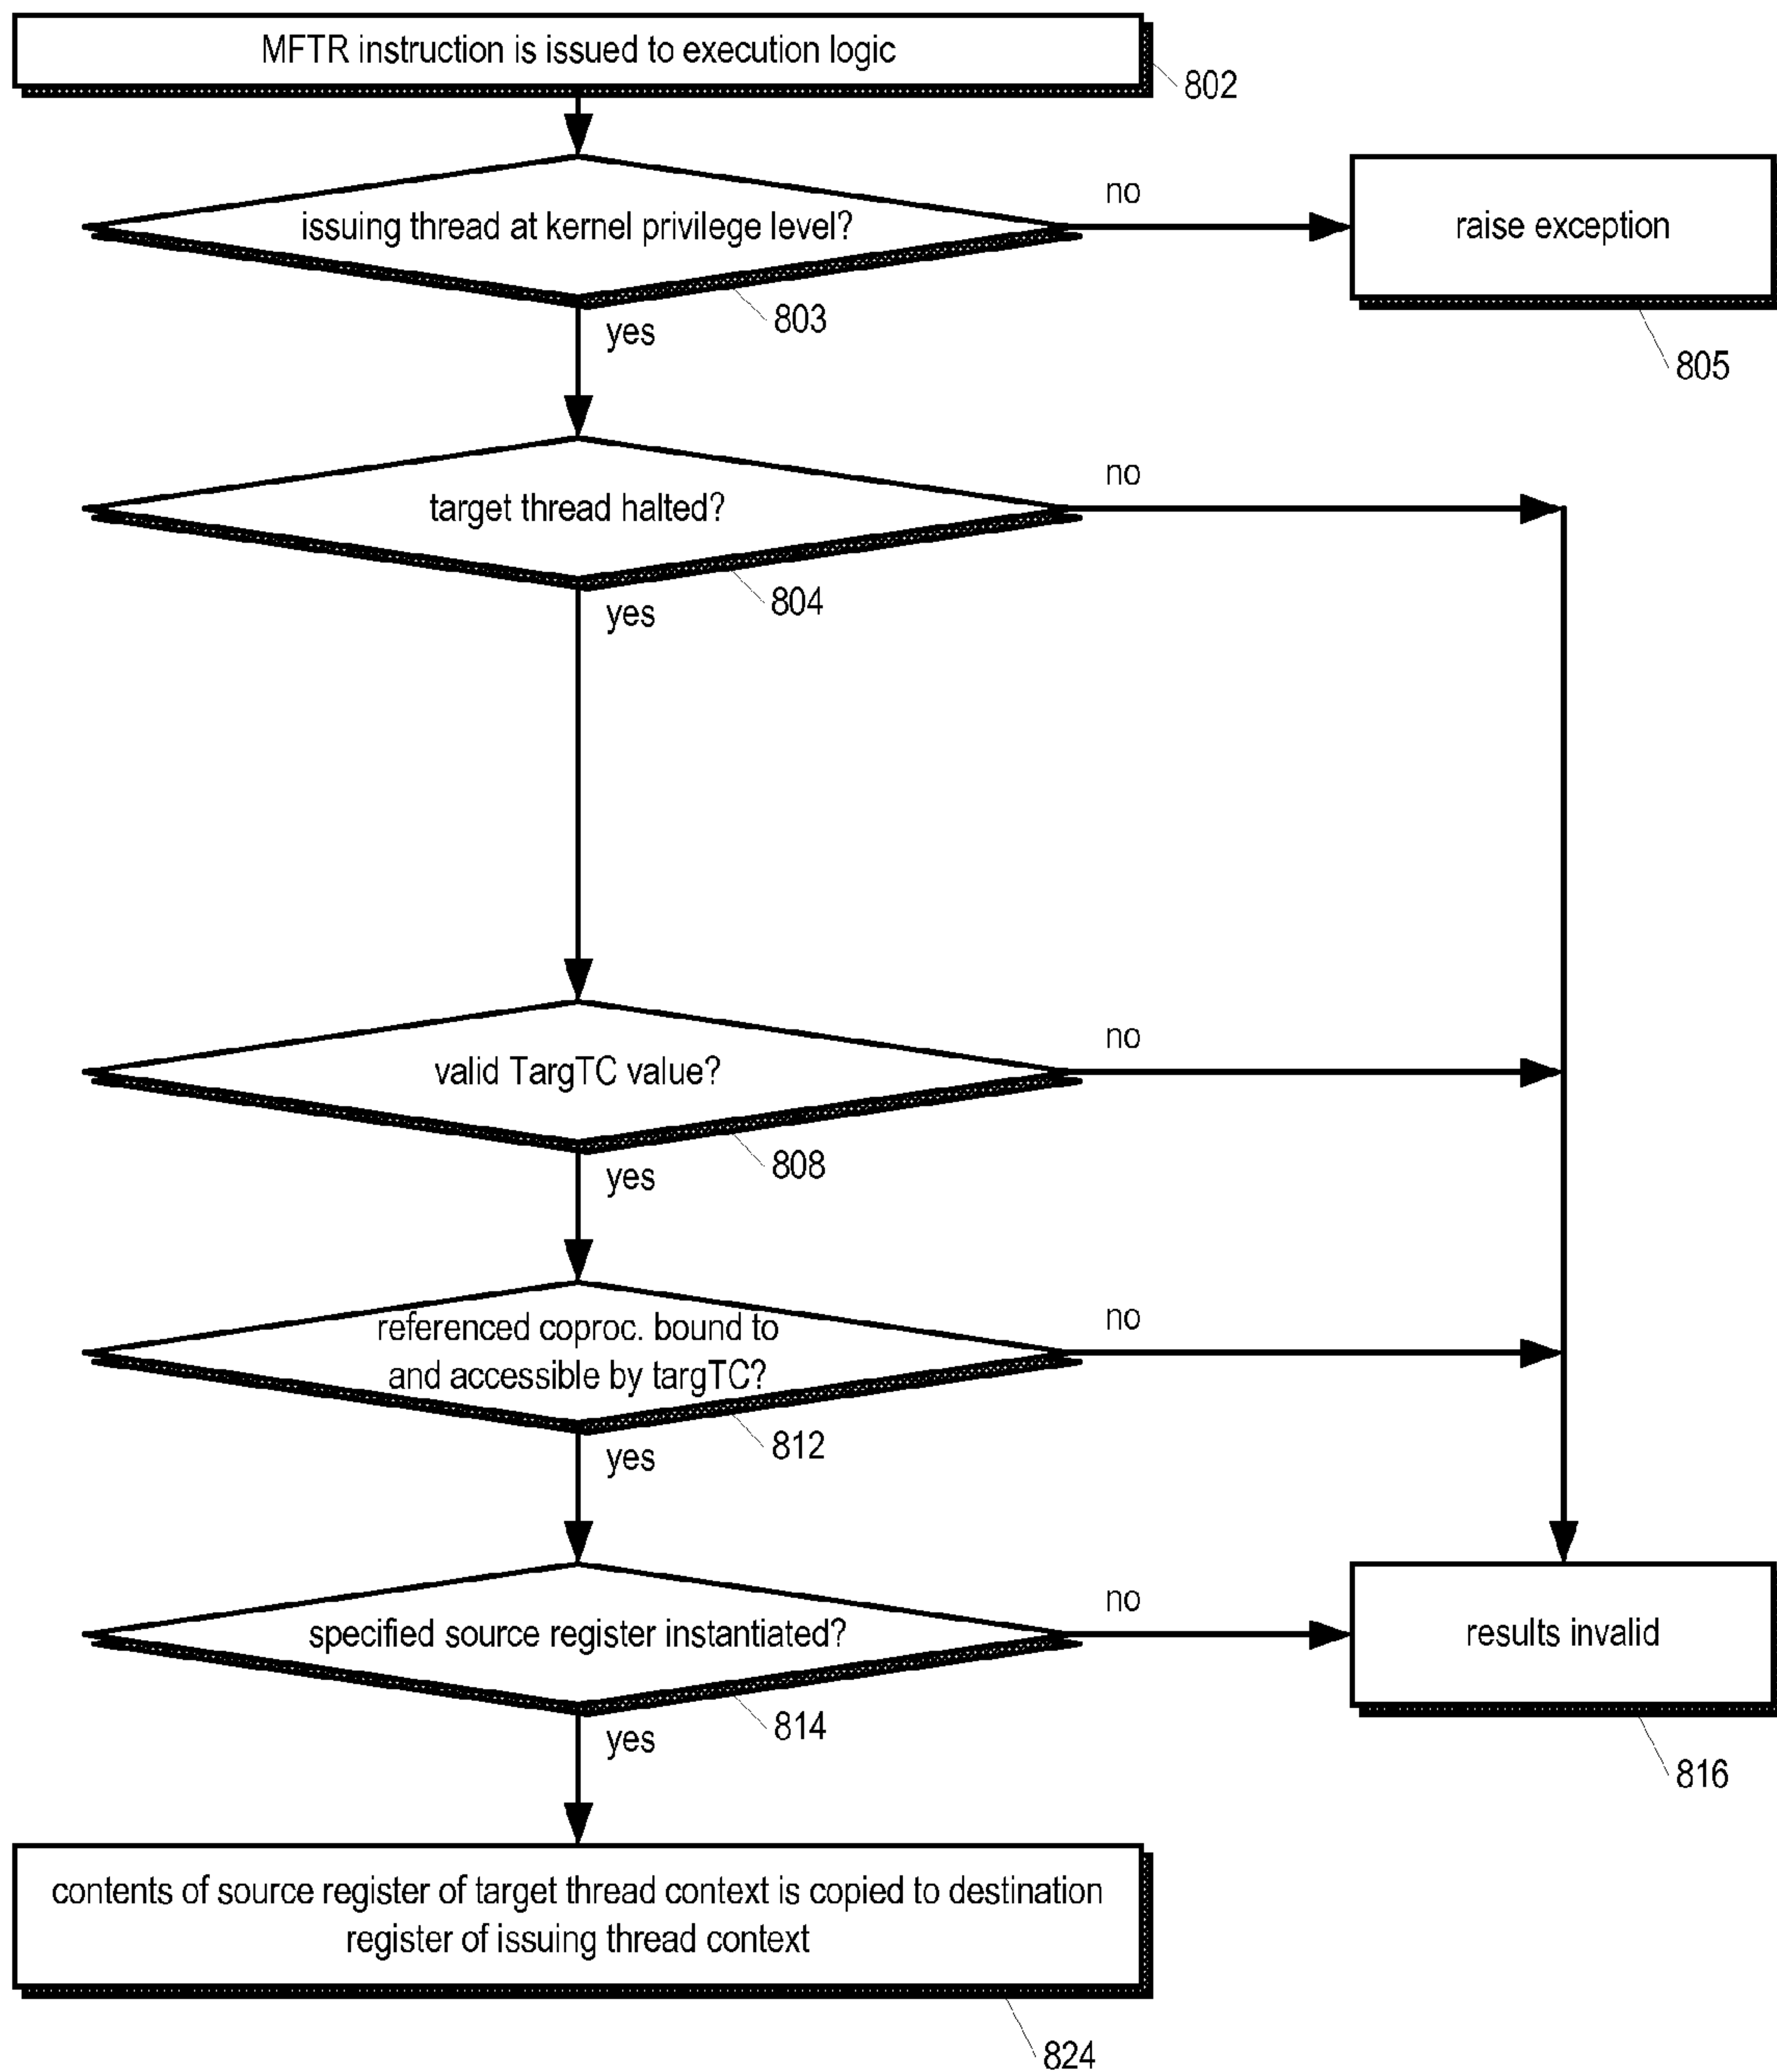 MFTR instruction is issued to execution logic
802
issuing thread at kernel privilege level?
no
raise exception
803
yes
805
target thread halted?
no
804
yes
valid TargTC value?
no
808
yes
referenced coproc. bound to
and accessible by targTC?
no
812
yes
specified source register instantiated?
no
results invalid
814
yes
816
contents of source register of target thread context is copied to destination
register of issuing thread context
824